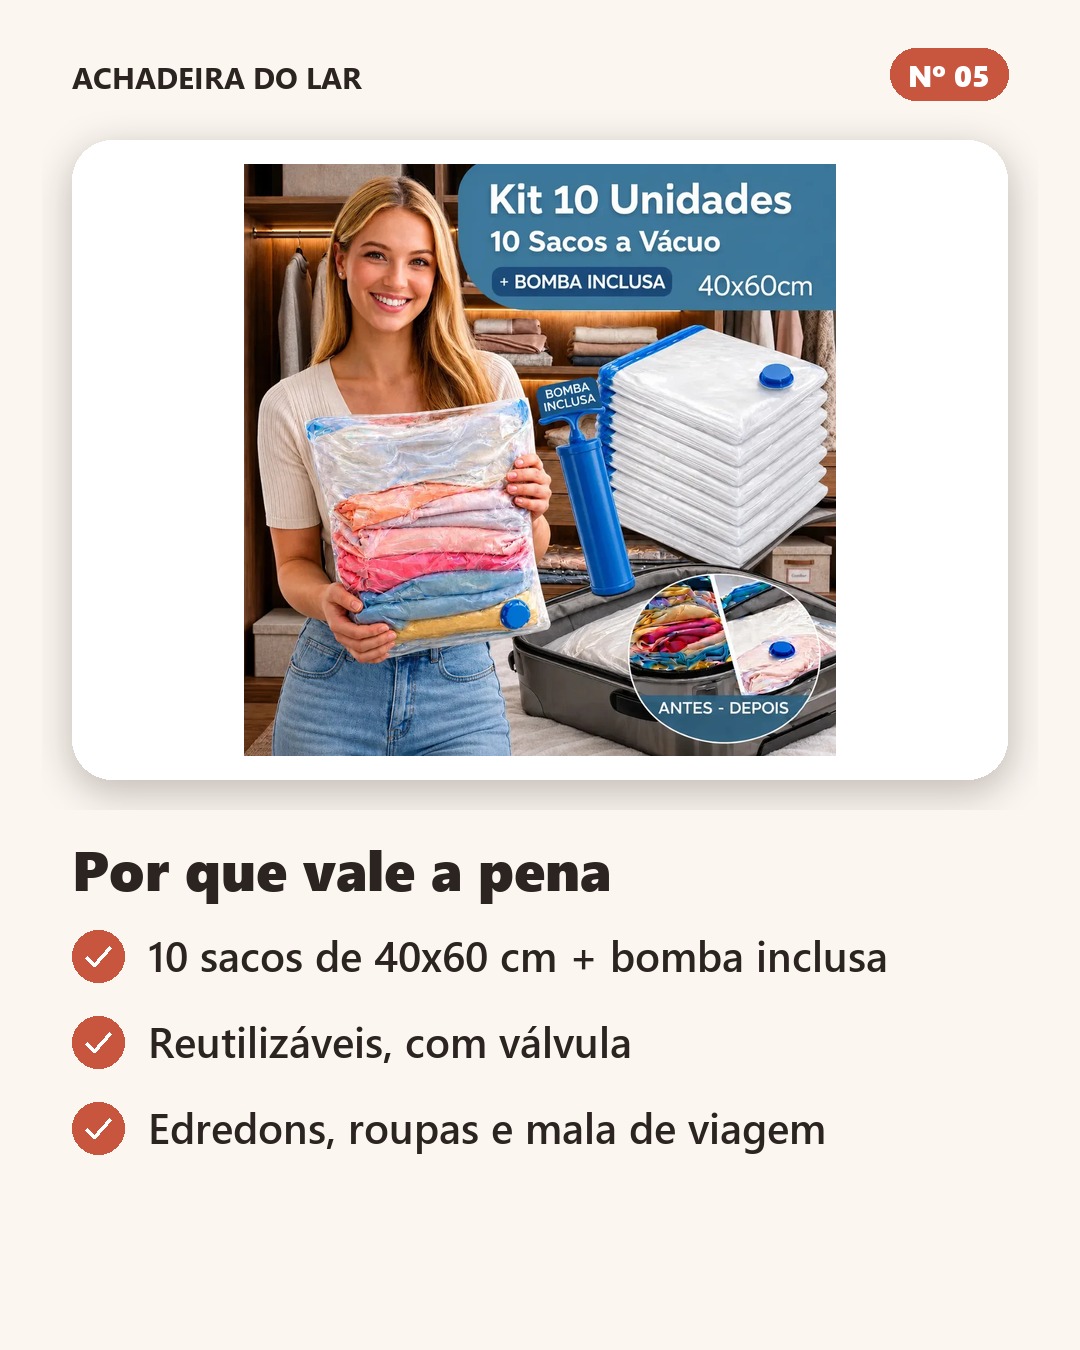 ACHADEIRA DO LAR
Nº 05
Kit 10 Unidades
10 Sacos a Vácuo
+ BOMBA INCLUSA
40x60cm
BOMBA
INCLUSA
ANTES - DEPOIS
Por que vale a pena
10 sacos de 40x60 cm + bomba inclusa
Reutilizáveis, com válvula
Edredons, roupas e mala de viagem